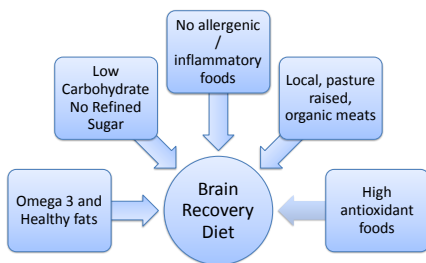 No allergenic
/
inflammatory
foods
Low
Carbohydrate
No Refined
Sugar
Local, pasture
raised,
organic meats
Omega 3 and
Healthy fats
Brain
Recovery
Diet
High
antioxidant
foods